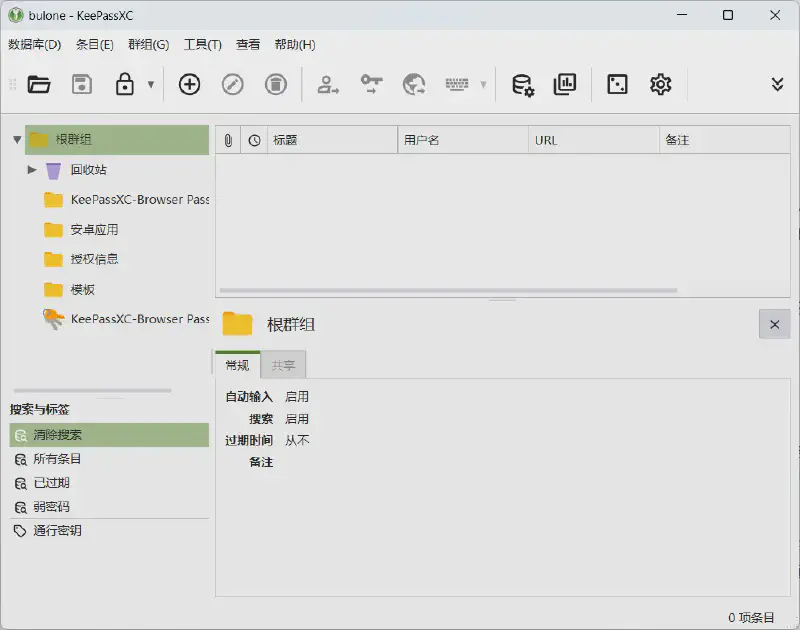 bulone - KeePassXC
数据库(D) 条目(E) 群组(G) 工具(T) 查看 帮助(H)
根群组
回收站
KeePassXC-Browser Pass
安卓应用
授权信息
模板
KeePassXC-Browser Pass
搜索与标签
清除搜索
所有条目
已过期
弱密码
通行密钥
标题 用户名 URL 备注
根群组
常规 共享
自动输入 启用
搜索 启用
过期时间 从不
备注
0 项条目